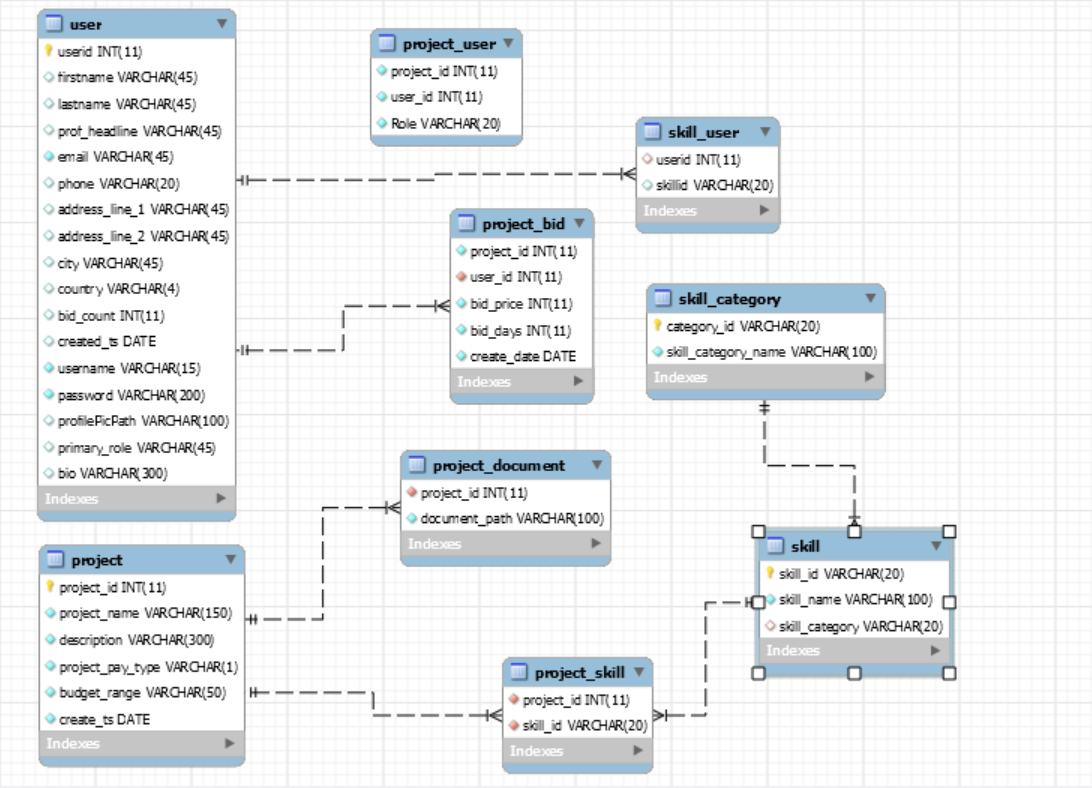 user
userid INT(11)
firstname VARCHAR(45)
lastname VARCHAR(45)
prof_headline VARCHAR(45)
email VARCHAR(45)
phone VARCHAR(20)
address_line_1 VARCHAR(45)
address_line_2 VARCHAR(45)
city VARCHAR(45)
country VARCHAR(4)
bid_count INT(11)
created_ts DATE
username VARCHAR(15)
password VARCHAR(200)
profilePicPath VARCHAR(100)
primary_role VARCHAR(45)
bio VARCHAR(300)
Indexes
project_user
project_id INT(11)
user_id INT(11)
Role VARCHAR(20)
skill_user
userid INT(11)
skillid VARCHAR(20)
Indexes
project_bid
project_id INT(11)
user_id INT(11)
bid_price INT(11)
bid_days INT(11)
create_date DATE
Indexes
skill_category
category_id VARCHAR(20)
skill_category_name VARCHAR(100)
Indexes
project_document
project_id INT(11)
document_path VARCHAR(100)
Indexes
project
project_id INT(11)
project_name VARCHAR(150)
description VARCHAR(300)
project_pay_type VARCHAR(1)
budget_range VARCHAR(50)
create_ts DATE
Indexes
skill
skill_id VARCHAR(20)
skill_name VARCHAR(100)
skill_category VARCHAR(20)
Indexes
project_skill
project_id INT(11)
skill_id VARCHAR(20)
Indexes